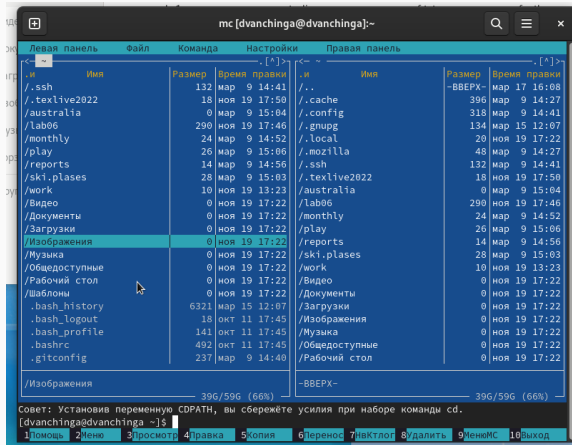 mc [dvanchinga@dvanchinga]:~
Левая панель Файл Команда Настройки Правая панель
<─ ~ ─.[^]>
<─ ~ ─.[^]>
.и Имя Размер Время правки
/.ssh 132 мар 9 14:41
/.texlive2022 18 ноя 19 17:50
/australia 0 мар 9 15:04
/lab06 290 ноя 19 17:46
/monthly 24 мар 9 14:52
/play 26 мар 9 15:06
/reports 14 мар 9 14:56
/ski.plases 28 мар 9 15:03
/work 10 ноя 19 13:23
/Видео 0 ноя 19 17:22
/Документы 0 ноя 19 17:22
/Загрузки 0 ноя 19 17:22
/Изображения 0 ноя 19 17:22
/Музыка 0 ноя 19 17:22
/Общедоступные 0 ноя 19 17:22
/Рабочий стол 0 ноя 19 17:22
/Шаблоны 0 ноя 19 17:22
.bash_history 6321 мар 15 12:07
.bash_logout 18 окт 11 17:45
.bash_profile 141 окт 11 17:45
.bashrc 492 окт 11 17:45
.gitconfig 237 мар 9 14:40
/Изображения
39G/59G (66%)
.и Имя Размер Время правки
/.. -ВВЕРХ- мар 17 16:08
/.cache 396 мар 9 14:27
/.config 318 мар 9 14:41
/.gnupg 134 мар 15 12:07
/.local 20 ноя 19 17:22
/.mozilla 48 мар 9 14:27
/.ssh 132 мар 9 14:41
/.texlive2022 18 ноя 19 17:50
/australia 0 мар 9 15:04
/lab06 290 ноя 19 17:46
/monthly 24 мар 9 14:52
/play 26 мар 9 15:06
/reports 14 мар 9 14:56
/ski.plases 28 мар 9 15:03
/work 10 ноя 19 13:23
/Видео 0 ноя 19 17:22
/Документы 0 ноя 19 17:22
/Загрузки 0 ноя 19 17:22
/Изображения 0 ноя 19 17:22
/Музыка 0 ноя 19 17:22
/Общедоступные 0 ноя 19 17:22
/Рабочий стол 0 ноя 19 17:22
-ВВЕРХ-
39G/59G (66%)
Совет: Установив переменную CDPATH, вы сбережёте усилия при наборе команды cd.
[dvanchinga@dvanchinga ~]$
1Помощь 2Меню 3Просмотр 4Правка 5Копия 6Перенос 7НвКтлог 8Удалить 9МенюMC 10Выход